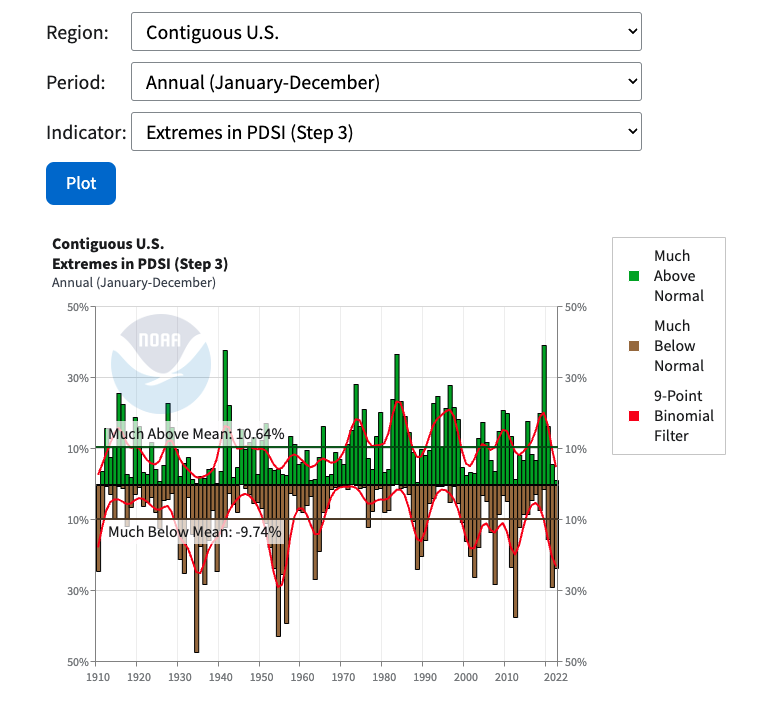 Region: Contiguous U.S.
Period: Annual (January-December)
Indicator: Extremes in PDSI (Step 3)
Plot
Contiguous U.S.
Extremes in PDSI (Step 3)
Annual (January-December)
50% 50%
30% 30%
10% 10%
10% 10%
30% 30%
50% 50%
NOAA
Much Above Mean: 10.64%
Much Below Mean: -9.74%
1910 1920 1930 1940 1950 1960 1970 1980 1990 2000 2010 2022
Much
Above
Normal
Much
Below
Normal
9-Point
Binomial
Filter